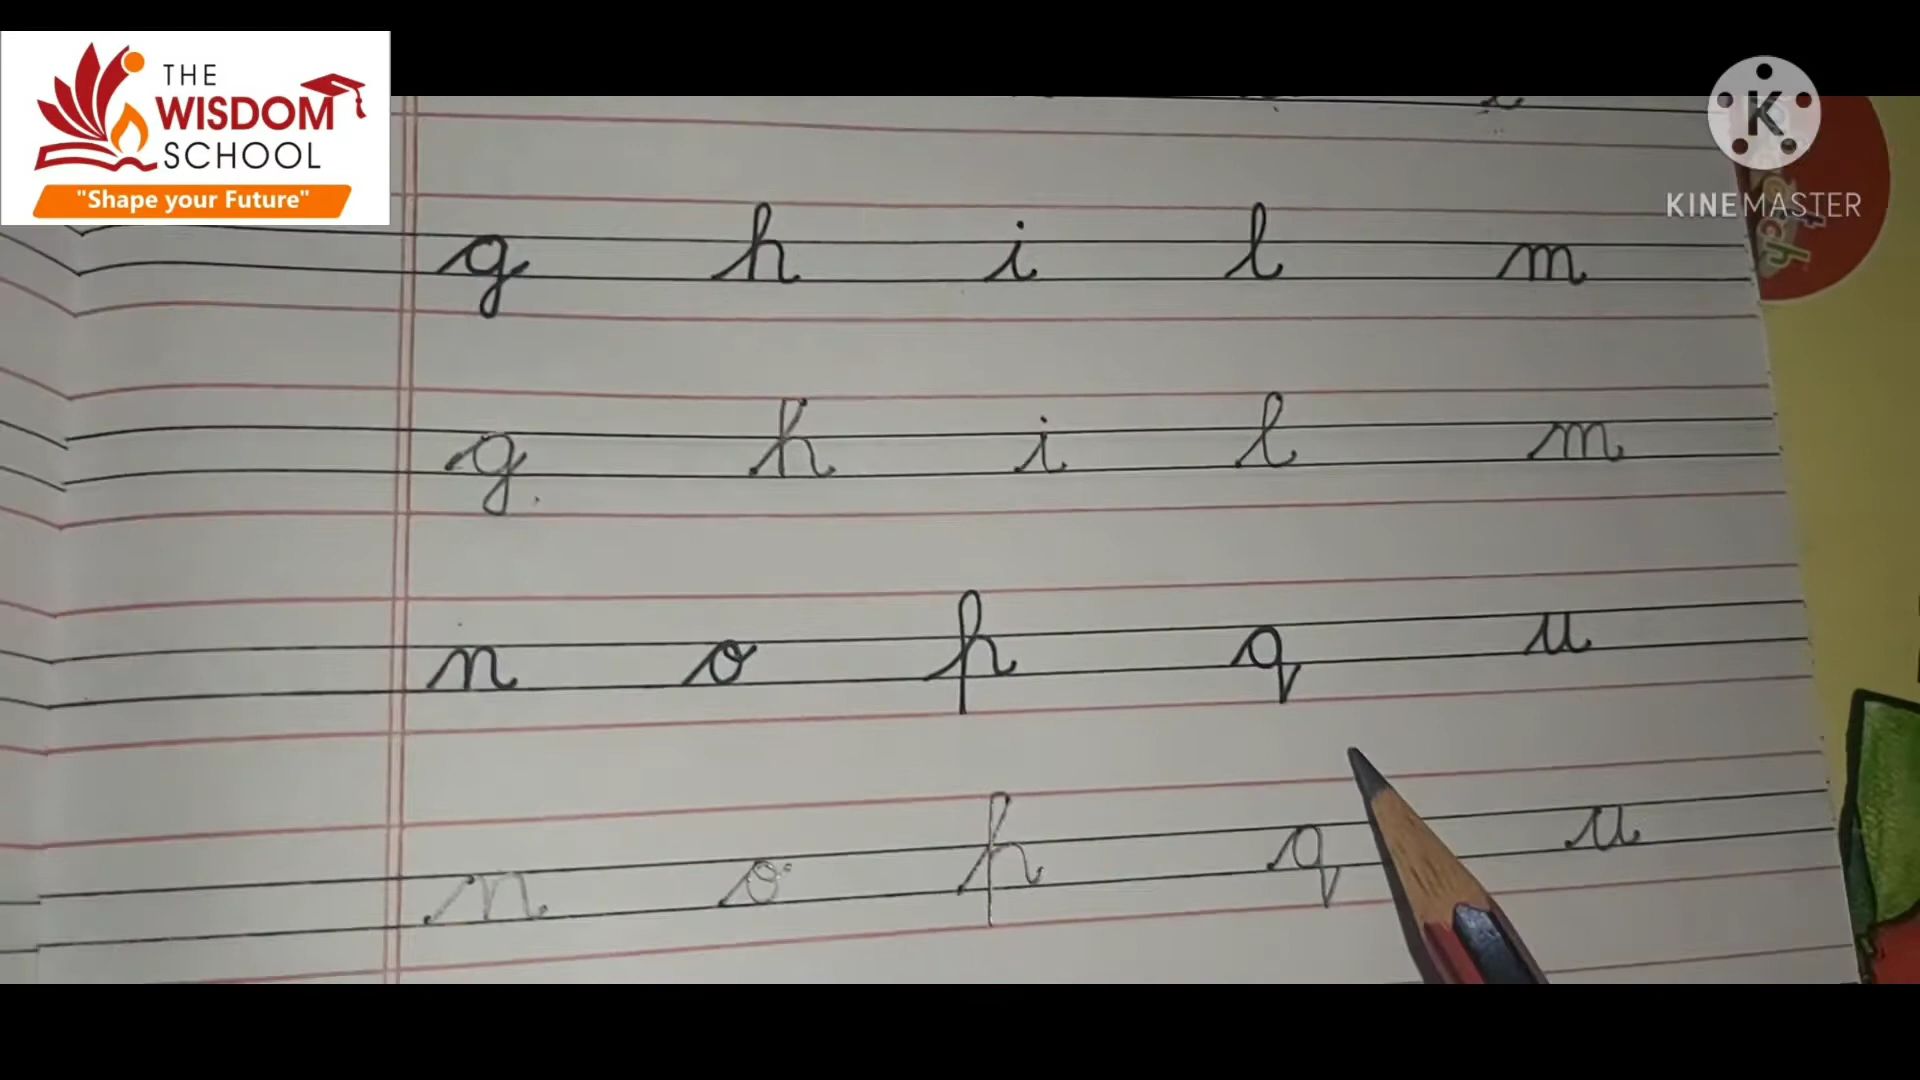 THE
WISDOM
SCHOOL
"Shape your Future"
K
KINEMASTER
g h i l m
g h i l m
n o p q u
n o p q u